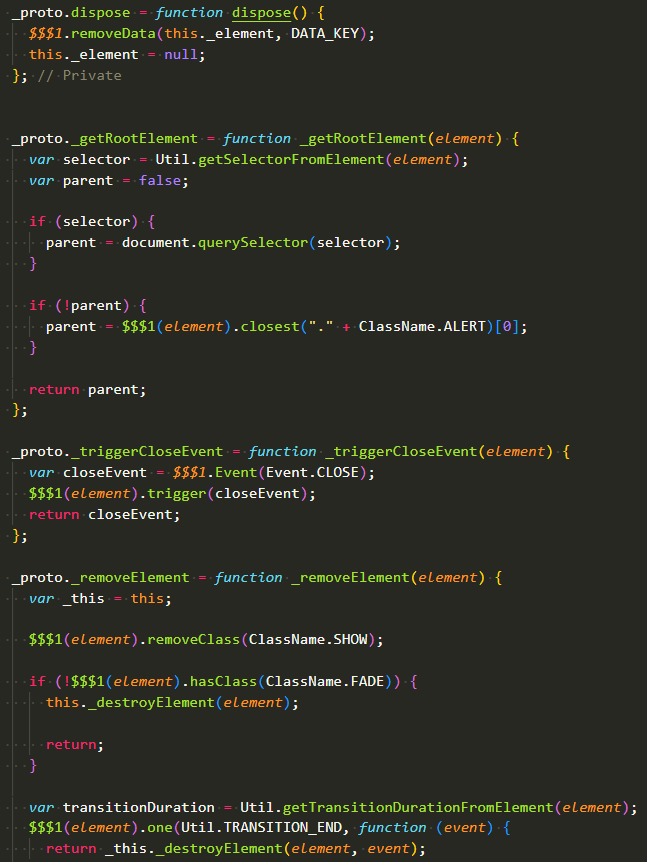 _proto.dispose = function dispose() {
  $$$1.removeData(this._element, DATA_KEY);
  this._element = null;
}; // Private
_proto._getRootElement = function _getRootElement(element) {
  var selector = Util.getSelectorFromElement(element);
  var parent = false;
  if (selector) {
    parent = document.querySelector(selector);
  }
  if (!parent) {
    parent = $$$1(element).closest("." + ClassName.ALERT)[0];
  }
  return parent;
};
_proto._triggerCloseEvent = function _triggerCloseEvent(element) {
  var closeEvent = $$$1.Event(Event.CLOSE);
  $$$1(element).trigger(closeEvent);
  return closeEvent;
};
_proto._removeElement = function _removeElement(element) {
  var _this = this;
  $$$1(element).removeClass(ClassName.SHOW);
  if (!$$$1(element).hasClass(ClassName.FADE)) {
    this._destroyElement(element);
    return;
  }
  var transitionDuration = Util.getTransitionDurationFromElement(element);
  $$$1(element).one(Util.TRANSITION_END, function (event) {
    return _this._destroyElement(element, event);